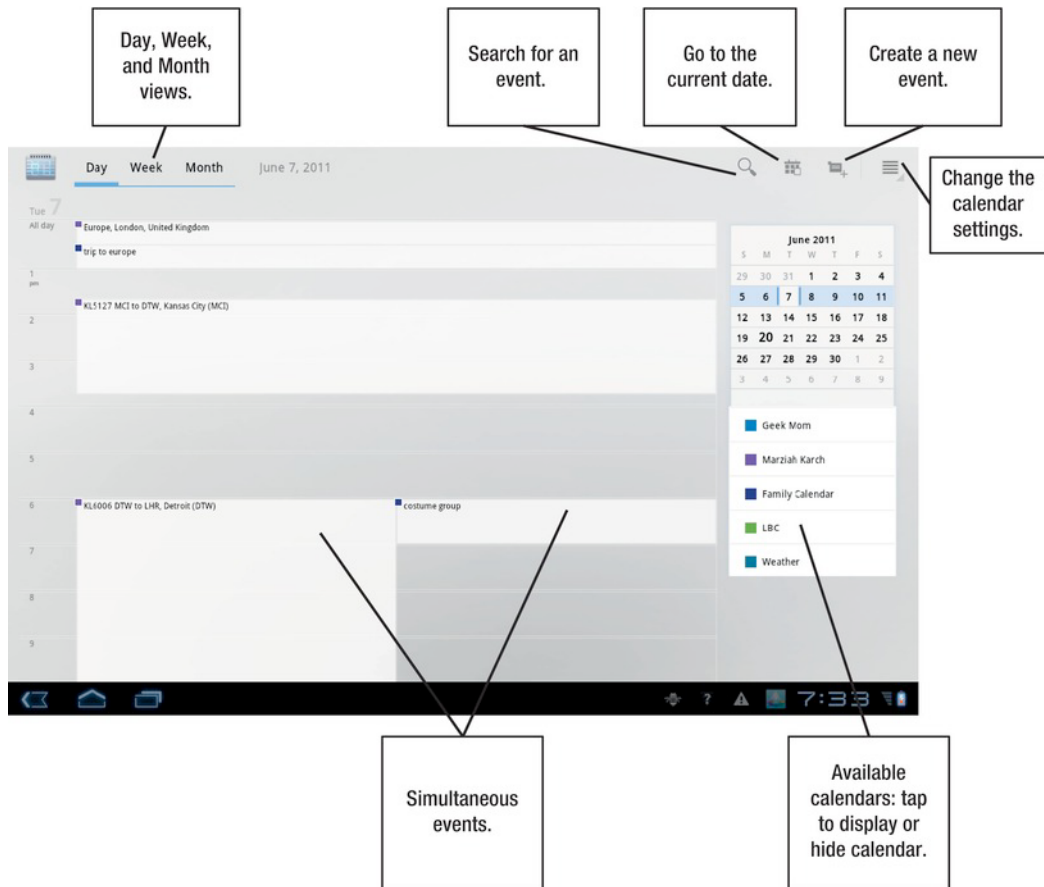 Day, Week,
and Month
views.
Search for an
event.
Go to the
current date.
Create a new
event.
Change the
calendar
settings.
Day Week Month June 7, 2011
Tue 7
All day
Europe, London, United Kingdom
trip to europe
1
pm
KL5127 MCI to DTW, Kansas City (MCI)
2
3
4
5
6
KL6006 DTW to LHR, Detroit (DTW)
costume group
7
8
9
June 2011
S M T W T F S
29 30 31 1 2 3 4
5 6 7 8 9 10 11
12 13 14 15 16 17 18
19 20 21 22 23 24 25
26 27 28 29 30 1 2
3 4 5 6 7 8 9
Geek Mom
Marziah Karch
Family Calendar
LBC
Weather
? 7:33
Simultaneous
events.
Available
calendars: tap
to display or
hide calendar.